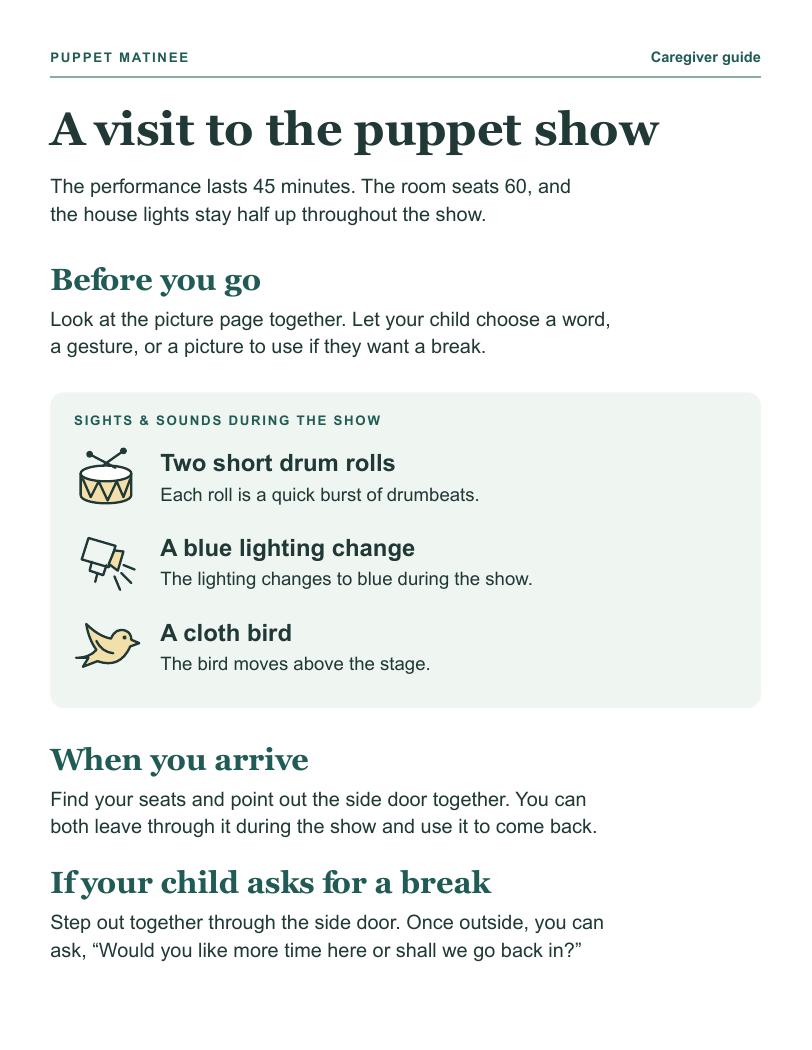 PUPPET MATINEE
Caregiver guide
A visit to the puppet show
The performance lasts 45 minutes. The room seats 60, and
the house lights stay half up throughout the show.
Before you go
Look at the picture page together. Let your child choose a word,
a gesture, or a picture to use if they want a break.
SIGHTS & SOUNDS DURING THE SHOW
Two short drum rolls
Each roll is a quick burst of drumbeats.
A blue lighting change
The lighting changes to blue during the show.
A cloth bird
The bird moves above the stage.
When you arrive
Find your seats and point out the side door together. You can
both leave through it during the show and use it to come back.
If your child asks for a break
Step out together through the side door. Once outside, you can
ask, “Would you like more time here or shall we go back in?”